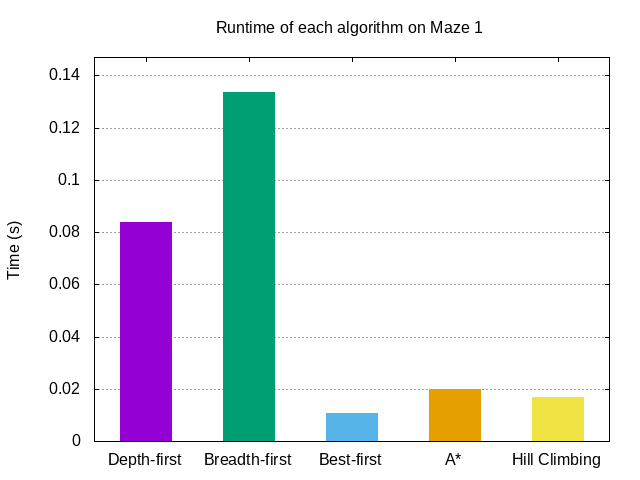 Runtime of each algorithm on Maze 1
0.14
0.12
0.1
0.08
0.06
0.04
0.02
0
Time (s)
Depth-first Breadth-first Best-first A* Hill Climbing